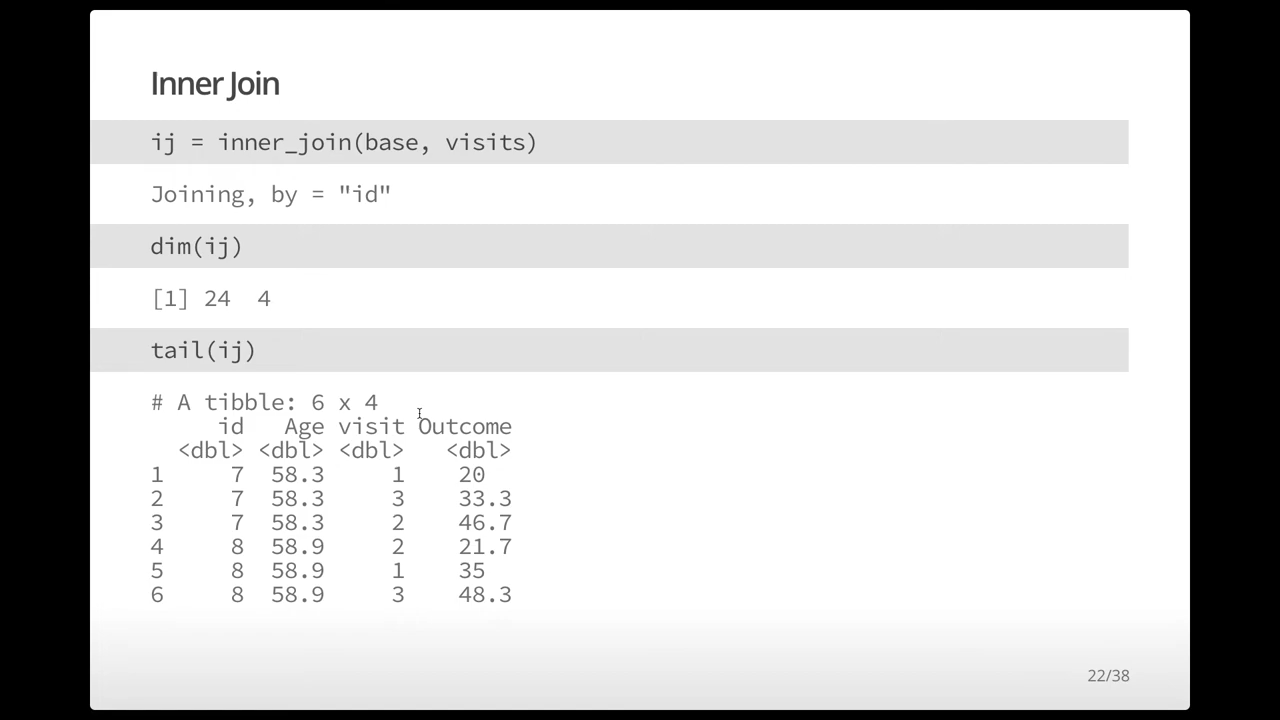 Inner Join
ij = inner_join(base, visits)
Joining, by = "id"
dim(ij)
[1] 24  4
tail(ij)
# A tibble: 6 x 4
     id   Age visit Outcome
  <dbl> <dbl> <dbl>   <dbl>
1     7  58.3     1    20
2     7  58.3     3    33.3
3     7  58.3     2    46.7
4     8  58.9     2    21.7
5     8  58.9     1    35
6     8  58.9     3    48.3
22/38